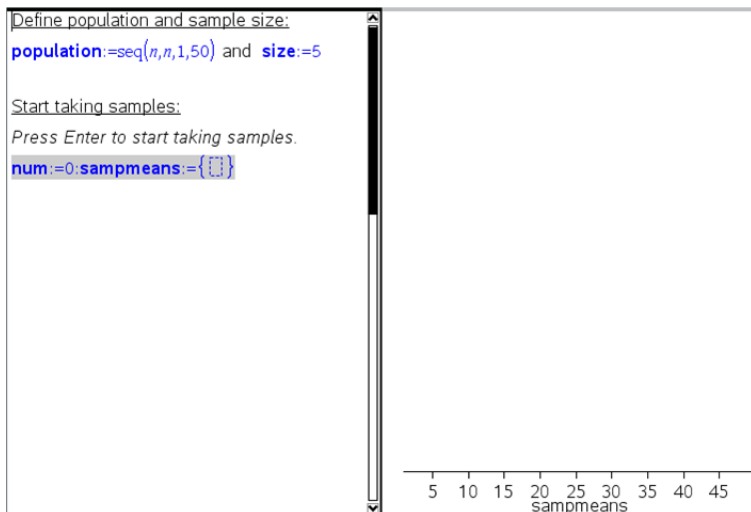 Define population and sample size:
population:=seq(n,n,1,50) and size:=5
Start taking samples:
Press Enter to start taking samples.
num:=0:sampmeans:={▯}
5 10 15 20 25 30 35 40 45
sampmeans